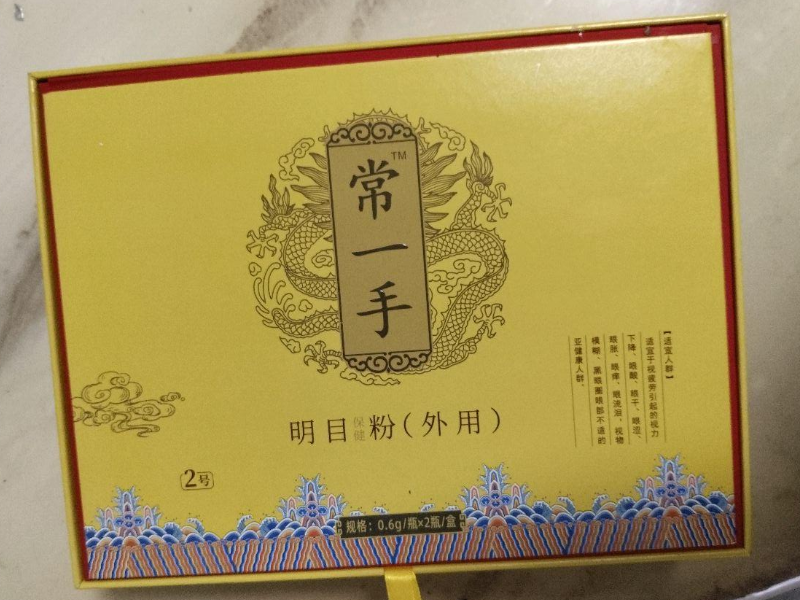 常一手
TM
明目保健粉(外用)
【适宜人群】
适宜于视疲劳引起的视力
下降、眼酸、眼干、眼涩、
眼胀、眼痒、眼流泪、视物
模糊、黑眼圈眼部不适的
亚健康人群。
2号
规格:0.6g/瓶×2瓶/盒